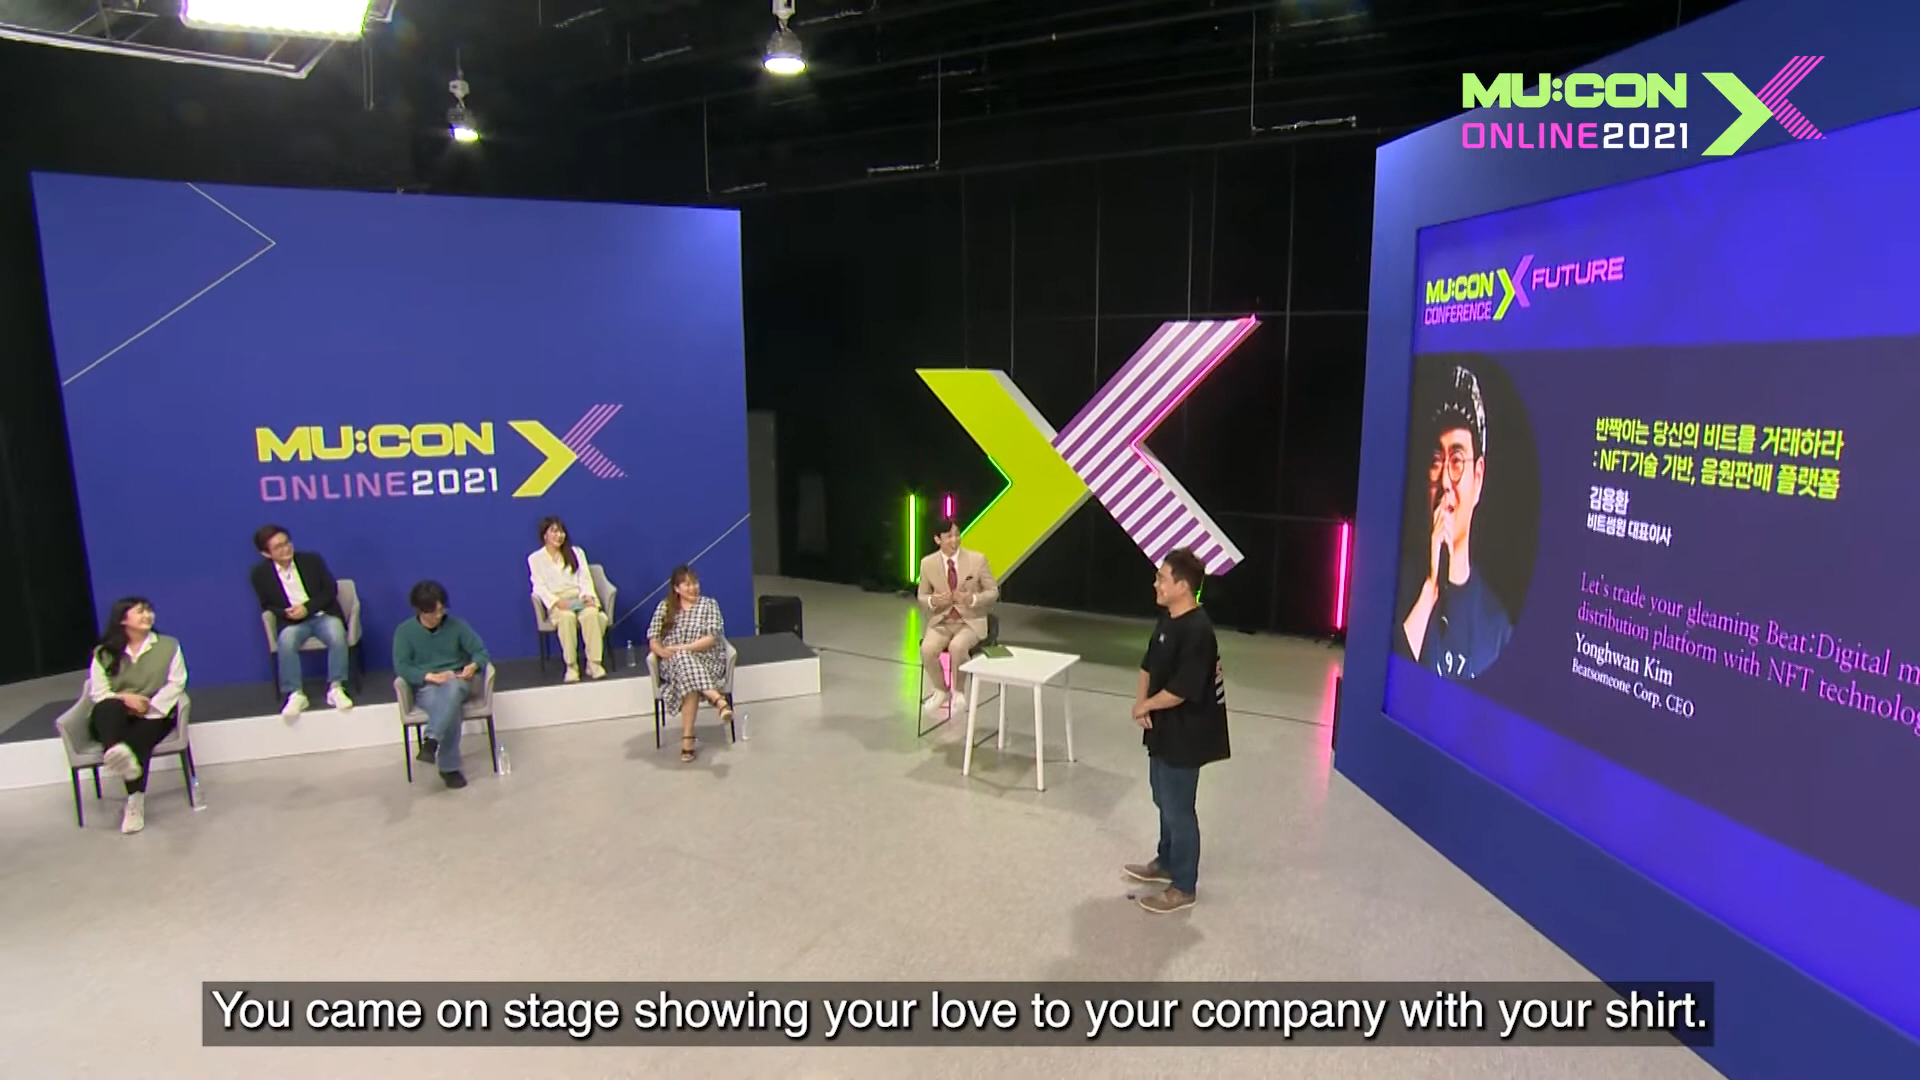 MU:CON
ONLINE2021
MU:CON
ONLINE2021
MU:CON
CONFERENCE
FUTURE
반짝이는 당신의 비트를 거래하라
: NFT기술 기반, 음원판매 플랫폼
김용환
비트썸원 대표이사
Let's trade your gleaming Beat:Digital
distribution platform with NFT
Yonghwan Kim
Beatsomeone Corp. CEO
97
You came on stage showing your love to your company with your shirt.